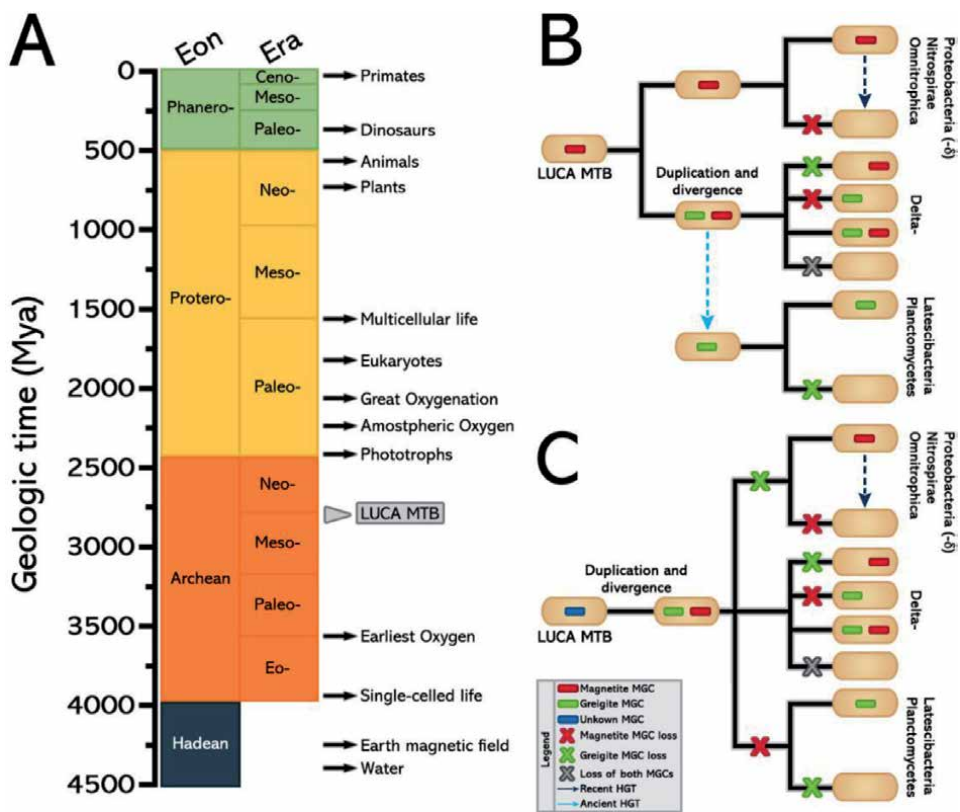 A
Eon
Era
Geologic time (Mya)
0
500
1000
1500
2000
2500
3000
3500
4000
4500
Phanero-
Protero-
Archean
Hadean
Ceno-
Meso-
Paleo-
Neo-
Meso-
Paleo-
Neo-
Meso-
Paleo-
Eo-
Primates
Dinosaurs
Animals
Plants
Multicellular life
Eukaryotes
Great Oxygenation
Amostpheric Oxygen
Phototrophs
LUCA MTB
Earliest Oxygen
Single-celled life
Earth magnetic field
Water
B
LUCA MTB
Duplication and
divergence
Proteobacteria (-δ)
Nitrospirae
Omnitrophica
Delta-
Latescibacteria
Planctomycetes
C
LUCA MTB
Duplication and
divergence
Proteobacteria (-δ)
Nitrospirae
Omnitrophica
Delta-
Latescibacteria
Planctomycetes
Legend
Magnetite MGC
Greigite MGC
Unkown MGC
Magnetite MGC loss
Greigite MGC loss
Loss of both MGCs
Recent HGT
Ancient HGT